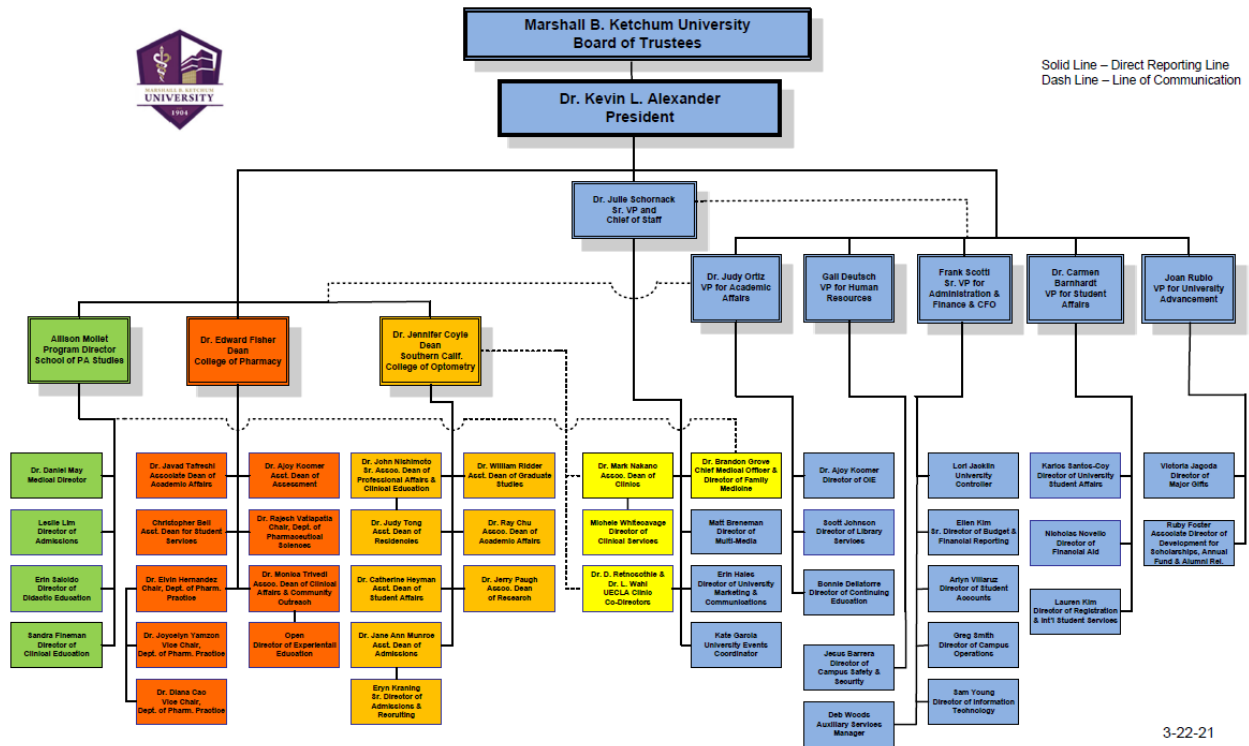 Marshall B. Ketchum University
Board of Trustees
MARSHALL B. KETCHUM
UNIVERSITY
1904
Solid Line – Direct Reporting Line
Dash Line – Line of Communication
Dr. Kevin L. Alexander
President
Dr. Julie Schornack
Sr. VP and
Chief of Staff
Dr. Judy Ortiz
VP for Academic
Affairs
Gail Deutsch
VP for Human
Resources
Frank Scotti
Sr. VP for
Administration &
Finance & CFO
Dr. Carmen
Barnhardt
VP for Student
Affairs
Joan Rubio
VP for University
Advancement
Allison Mollet
Program Director
School of PA Studies
Dr. Edward Fisher
Dean
College of Pharmacy
Dr. Jennifer Coyle
Dean
Southern Calif.
College of Optometry
Dr. Daniel May
Medical Director
Dr. Javad Tafreshi
Associate Dean of
Academic Affairs
Dr. Ajoy Koomer
Asst. Dean of
Assessment
Dr. John Nishimoto
Sr. Assoc. Dean of
Professional Affairs &
Clinical Education
Dr. William Ridder
Asst. Dean of Graduate
Studies
Dr. Mark Nakano
Assoc. Dean of
Clinics
Dr. Brandon Grove
Chief Medical Officer &
Director of Family
Medicine
Dr. Ajoy Koomer
Director of OIE
Lori Jacklin
University
Controller
Karlos Santos-Coy
Director of University
Student Affairs
Victoria Jagoda
Director of
Major Gifts
Leslie Lim
Director of
Admissions
Christopher Bell
Asst. Dean for Student
Services
Dr. Rajesh Vatlapatla
Chair, Dept. of
Pharmaceutical
Sciences
Dr. Judy Tong
Asst. Dean of
Residencies
Dr. Ray Chu
Assoc. Dean of
Academic Affairs
Michele Whitecavage
Director of
Clinical Services
Matt Breneman
Director of
Multi-Media
Scott Johnson
Director of Library
Services
Ellen Kim
Sr. Director of Budget &
Financial Reporting
Nicholas Novello
Director of
Financial Aid
Ruby Foster
Associate Director of
Development for
Scholarships, Annual
Fund & Alumni Rel.
Erin Salcido
Director of
Didactic Education
Dr. Elvin Hernandez
Chair, Dept. of Pharm.
Practice
Dr. Monica Trivedi
Assoc. Dean of Clinical
Affairs & Community
Outreach
Dr. Catherine Heyman
Asst. Dean of
Student Affairs
Dr. Jerry Paugh
Assoc. Dean
of Research
Dr. D. Retnosothie &
Dr. L. Wahl
UECLA Clinic
Co-Directors
Erin Hales
Director of University
Marketing &
Communications
Bonnie Dellatorre
Director of Continuing
Education
Arlyn Villaruz
Director of Student
Accounts
Lauren Kim
Director of Registration
& Int'l Student Services
Sandra Fineman
Director of
Clinical Education
Dr. Joycelyn Yamzon
Vice Chair,
Dept. of Pharm. Practice
Open
Director of Experientail
Education
Dr. Jane Ann Munroe
Asst. Dean of
Admissions
Kate Garcia
University Events
Coordinator
Jesus Barrera
Director of
Campus Safety &
Security
Greg Smith
Director of Campus
Operations
Dr. Diana Cao
Vice Chair,
Dept. of Pharm. Practice
Eryn Kraning
Sr. Director of
Admissions &
Recruiting
Deb Woods
Auxiliary Services
Manager
Sam Young
Director of Information
Technology
3-22-21